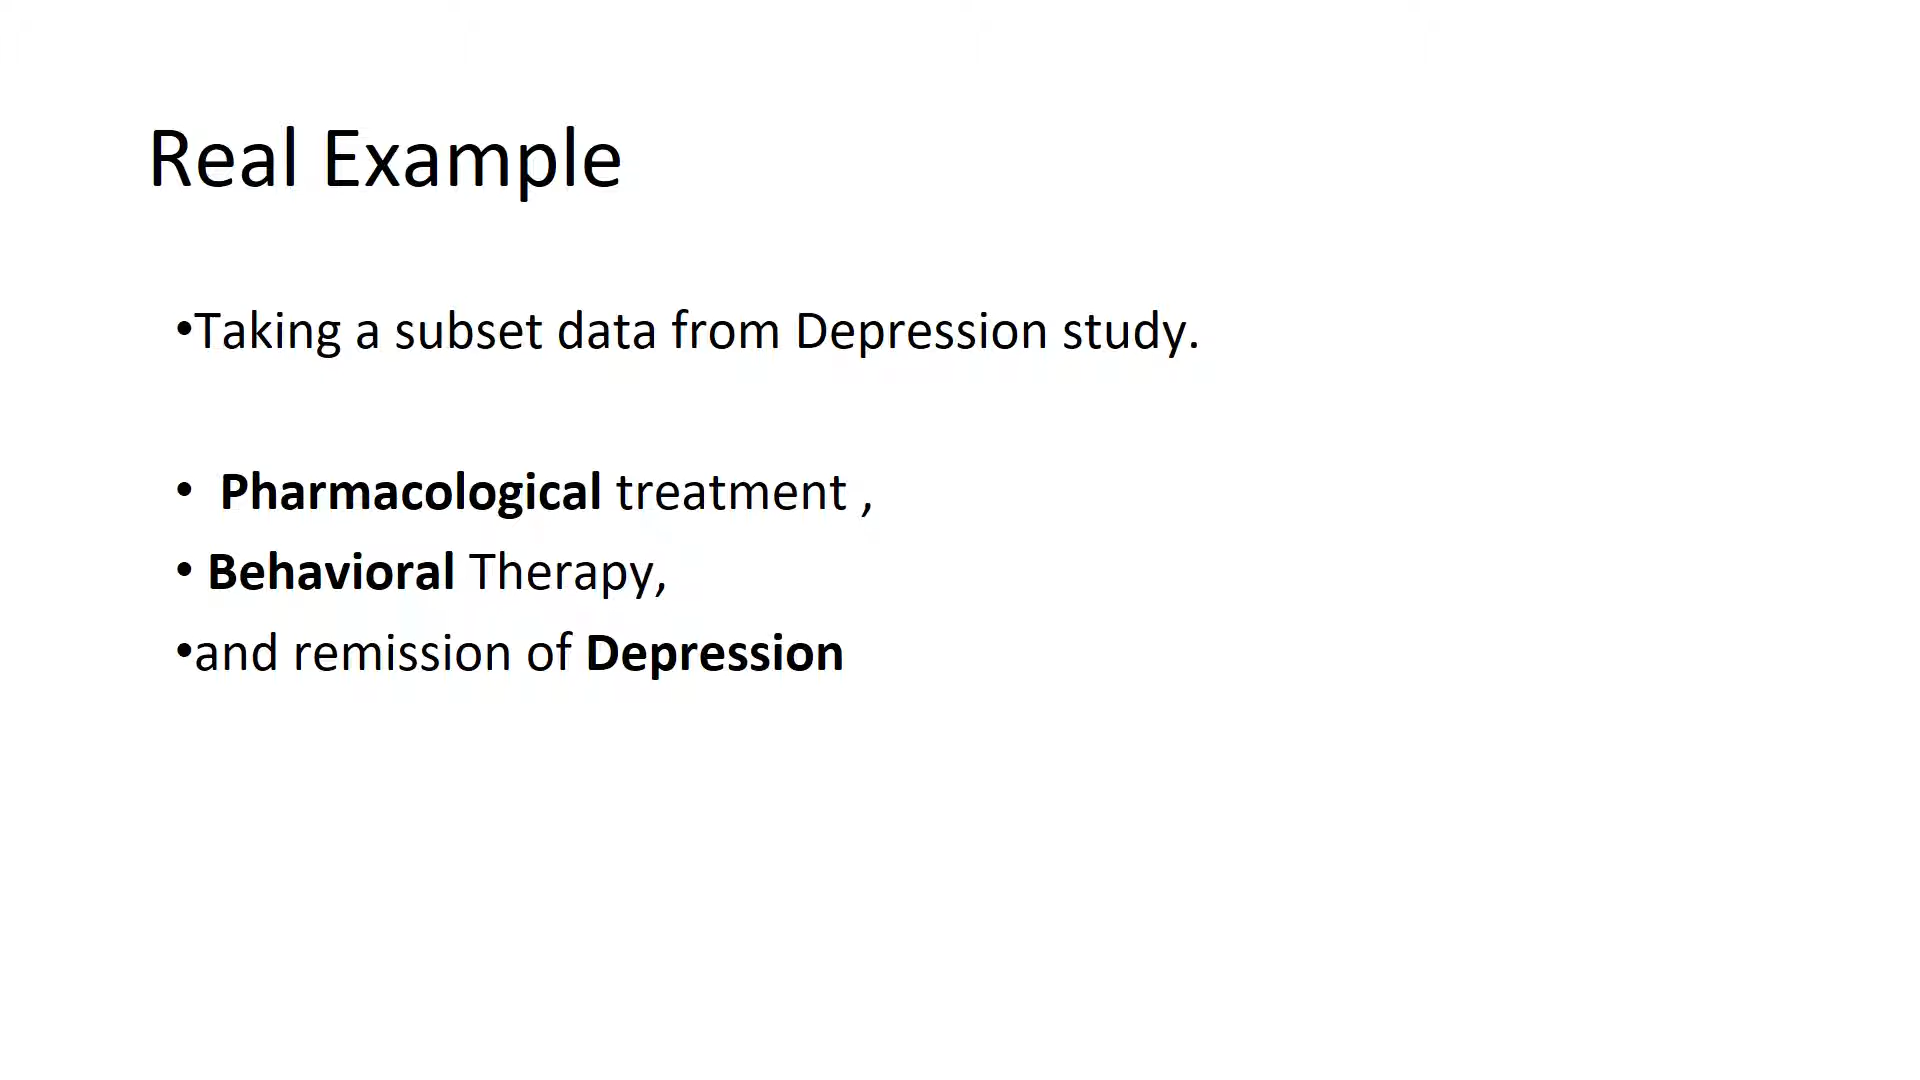 Real Example
•Taking a subset data from Depression study.
• Pharmacological treatment ,
• Behavioral Therapy,
•and remission of Depression